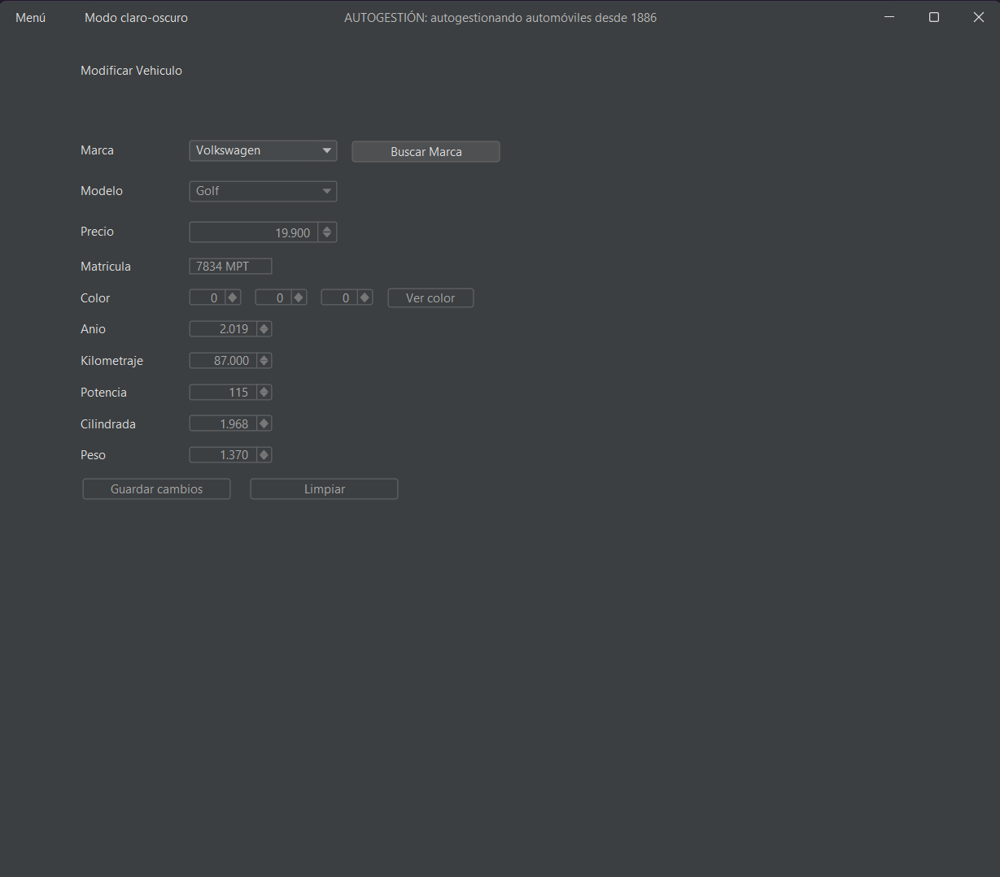 Menú Modo claro-oscuro AUTOGESTIÓN: autogestionando automóviles desde 1886
Modificar Vehiculo
Marca Volkswagen Buscar Marca
Modelo Golf
Precio 19.900
Matricula 7834 MPT
Color 0 0 0 Ver color
Anio 2.019
Kilometraje 87.000
Potencia 115
Cilindrada 1.968
Peso 1.370
Guardar cambios Limpiar